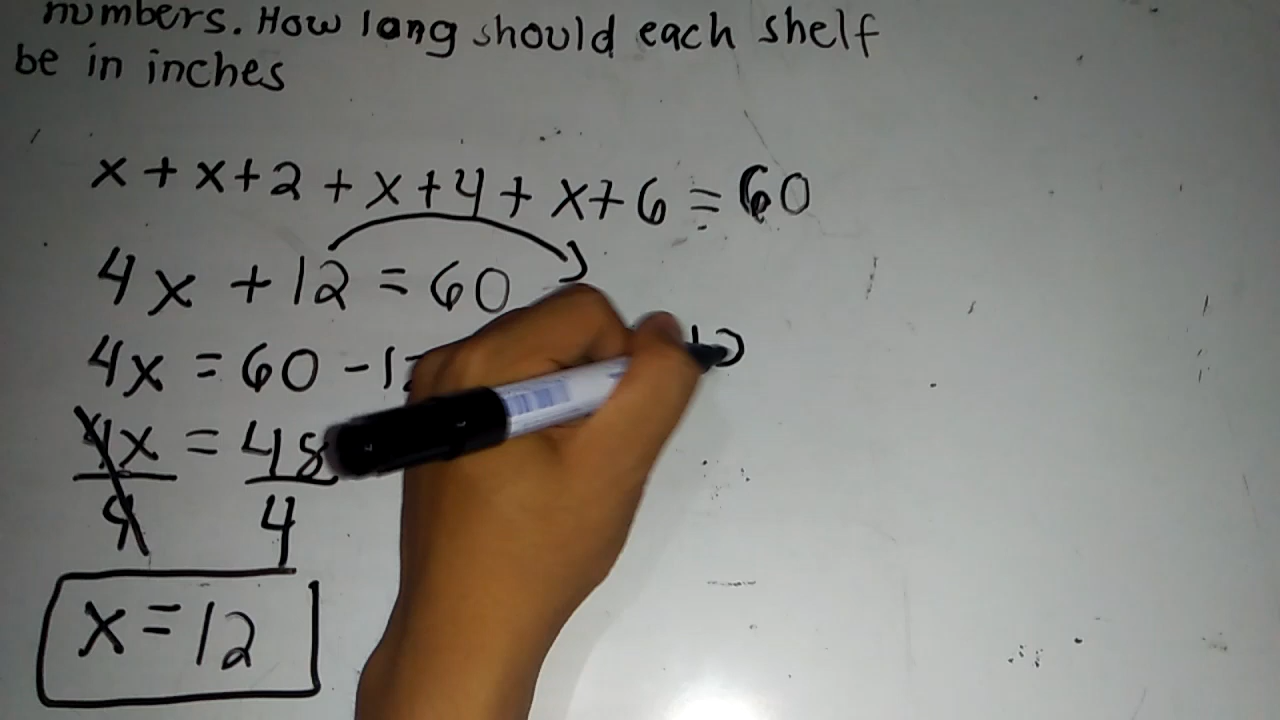 numbers. How long should each shelf
be in inches
x + x+2 + x+4 + x+6 = 60
4x + 12 = 60
4x = 60 - 12
4x = 48
4 4
x = 12